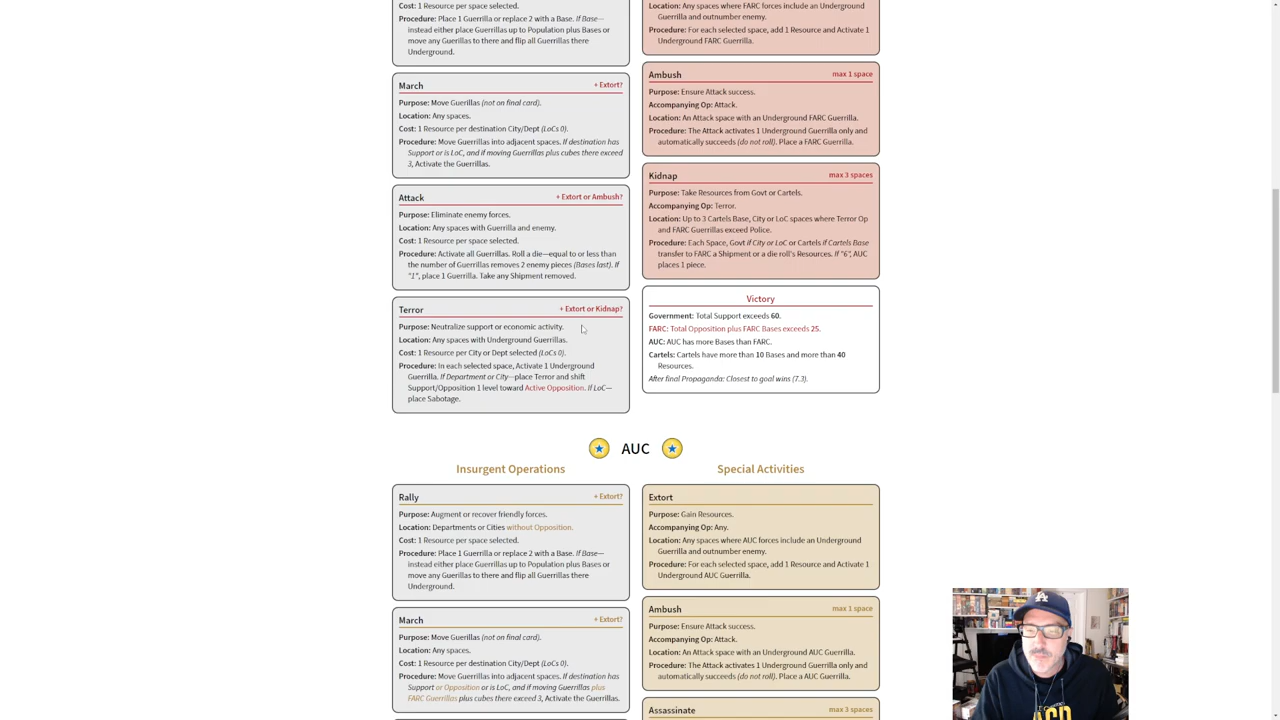 Cost: 1 Resource per space selected.
Procedure: Place 1 Guerrilla or replace 2 with a Base. If Base—
instead either place Guerrillas up to Population plus Bases or
move any Guerillas to there and flip all Guerrillas there
Underground.
March
+ Extort?
Purpose: Move Guerillas (not on final card).
Location: Any spaces.
Cost: 1 Resource per destination City/Dept (LoCs 0).
Procedure: Move Guerrillas into adjacent spaces. If destination has
Support or is LoC, and if moving Guerrillas plus cubes there exceed
3, Activate the Guerrillas.
Attack
+ Extort or Ambush?
Purpose: Eliminate enemy forces.
Location: Any spaces with Guerrilla and enemy.
Cost: 1 Resource per space selected.
Procedure: Activate all Guerrillas. Roll a die—equal to or less than
the number of Guerrillas removes 2 enemy pieces (Bases last). If
"1", place 1 Guerrilla. Take any Shipment removed.
Terror
+ Extort or Kidnap?
Purpose: Neutralize support or economic activity.
Location: Any spaces with Underground Guerrillas.
Cost: 1 Resource per City or Dept selected (LoCs 0).
Procedure: In each selected space, Activate 1 Underground
Guerrilla. If Department or City—place Terror and shift
Support/Opposition 1 level toward Active Opposition. If LoC—
place Sabotage.
Location: Any spaces where FARC forces include an Underground
Guerrilla and outnumber enemy.
Procedure: For each selected space, add 1 Resource and Activate 1
Underground FARC Guerrilla.
Ambush
max 1 space
Purpose: Ensure Attack success.
Accompanying Op: Attack.
Location: An Attack space with an Underground FARC Guerrilla.
Procedure: The Attack activates 1 Underground Guerrilla only and
automatically succeeds (do not roll). Place a FARC Guerrilla.
Kidnap
max 3 spaces
Purpose: Take Resources from Govt or Cartels.
Accompanying Op: Terror.
Location: Up to 3 Cartels Base, City or LoC spaces where Terror Op
and FARC Guerrillas exceed Police.
Procedure: Each Space, Govt if City or LoC or Cartels if Cartels Base
transfer to FARC a Shipment or a die roll's Resources. If "6", AUC
places 1 piece.
Victory
Government: Total Support exceeds 60.
FARC: Total Opposition plus FARC Bases exceeds 25.
AUC: AUC has more Bases than FARC.
Cartels: Cartels have more than 10 Bases and more than 40
Resources.
After final Propaganda: Closest to goal wins (7.3).
AUC
Insurgent Operations
Special Activities
Rally
+ Extort?
Purpose: Augment or recover friendly forces.
Location: Departments or Cities without Opposition.
Cost: 1 Resource per space selected.
Procedure: Place 1 Guerrilla or replace 2 with a Base. If Base—
instead either place Guerrillas up to Population plus Bases or
move any Guerillas to there and flip all Guerrillas there
Underground.
March
+ Extort?
Purpose: Move Guerillas (not on final card).
Location: Any spaces.
Cost: 1 Resource per destination City/Dept (LoCs 0).
Procedure: Move Guerrillas into adjacent spaces. If destination has
Support or Opposition or is LoC, and if moving Guerrillas plus
FARC Guerrillas plus cubes there exceed 3, Activate the Guerrillas.
Extort
Purpose: Gain Resources.
Accompanying Op: Any.
Location: Any spaces where AUC forces include an Underground
Guerrilla and outnumber enemy.
Procedure: For each selected space, add 1 Resource and Activate 1
Underground AUC Guerrilla.
Ambush
max 1 space
Purpose: Ensure Attack success.
Accompanying Op: Attack.
Location: An Attack space with an Underground AUC Guerrilla.
Procedure: The Attack activates 1 Underground Guerrilla only and
automatically succeeds (do not roll). Place a AUC Guerrilla.
Assassinate
max 3 spaces